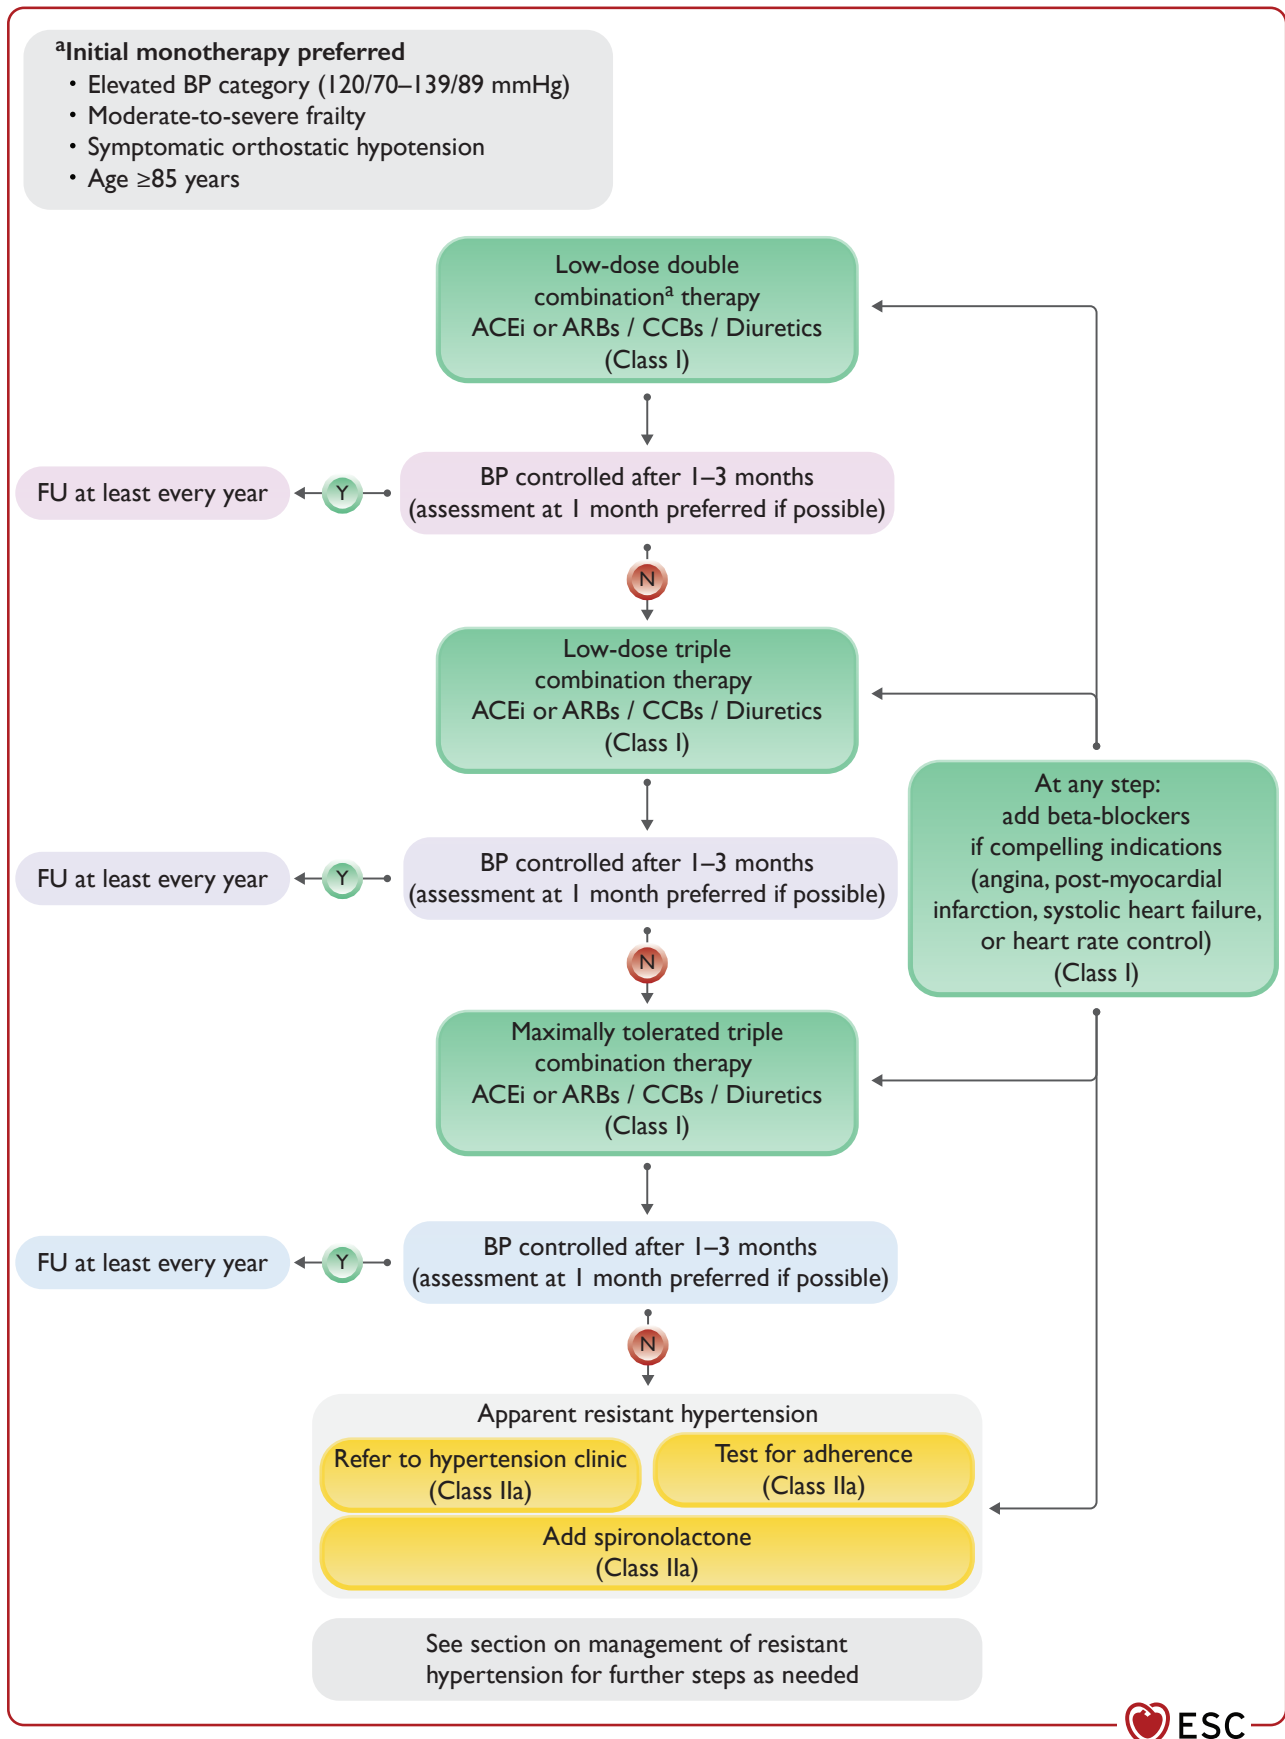 ᵃInitial monotherapy preferred
• Elevated BP category (120/70–139/89 mmHg)
• Moderate-to-severe frailty
• Symptomatic orthostatic hypotension
• Age ≥85 years
Low-dose double
combinationᵃ therapy
ACEi or ARBs / CCBs / Diuretics
(Class I)
BP controlled after 1–3 months
(assessment at 1 month preferred if possible)
Y
FU at least every year
N
Low-dose triple
combination therapy
ACEi or ARBs / CCBs / Diuretics
(Class I)
At any step:
add beta-blockers
if compelling indications
(angina, post-myocardial
infarction, systolic heart failure,
or heart rate control)
(Class I)
BP controlled after 1–3 months
(assessment at 1 month preferred if possible)
Y
FU at least every year
N
Maximally tolerated triple
combination therapy
ACEi or ARBs / CCBs / Diuretics
(Class I)
BP controlled after 1–3 months
(assessment at 1 month preferred if possible)
Y
FU at least every year
N
Apparent resistant hypertension
Refer to hypertension clinic
(Class IIa)
Test for adherence
(Class IIa)
Add spironolactone
(Class IIa)
See section on management of resistant
hypertension for further steps as needed
ESC